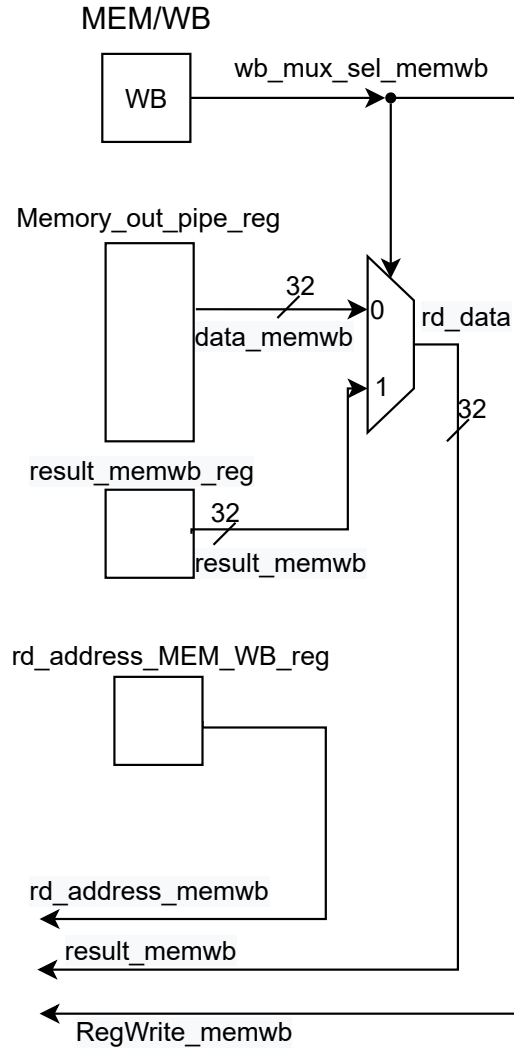 MEM/WB
wb_mux_sel_memwb
WB
Memory_out_pipe_reg
32
0
rd_data
data_memwb
1
32
result_memwb_reg
32
result_memwb
rd_address_MEM_WB_reg
rd_address_memwb
result_memwb
RegWrite_memwb